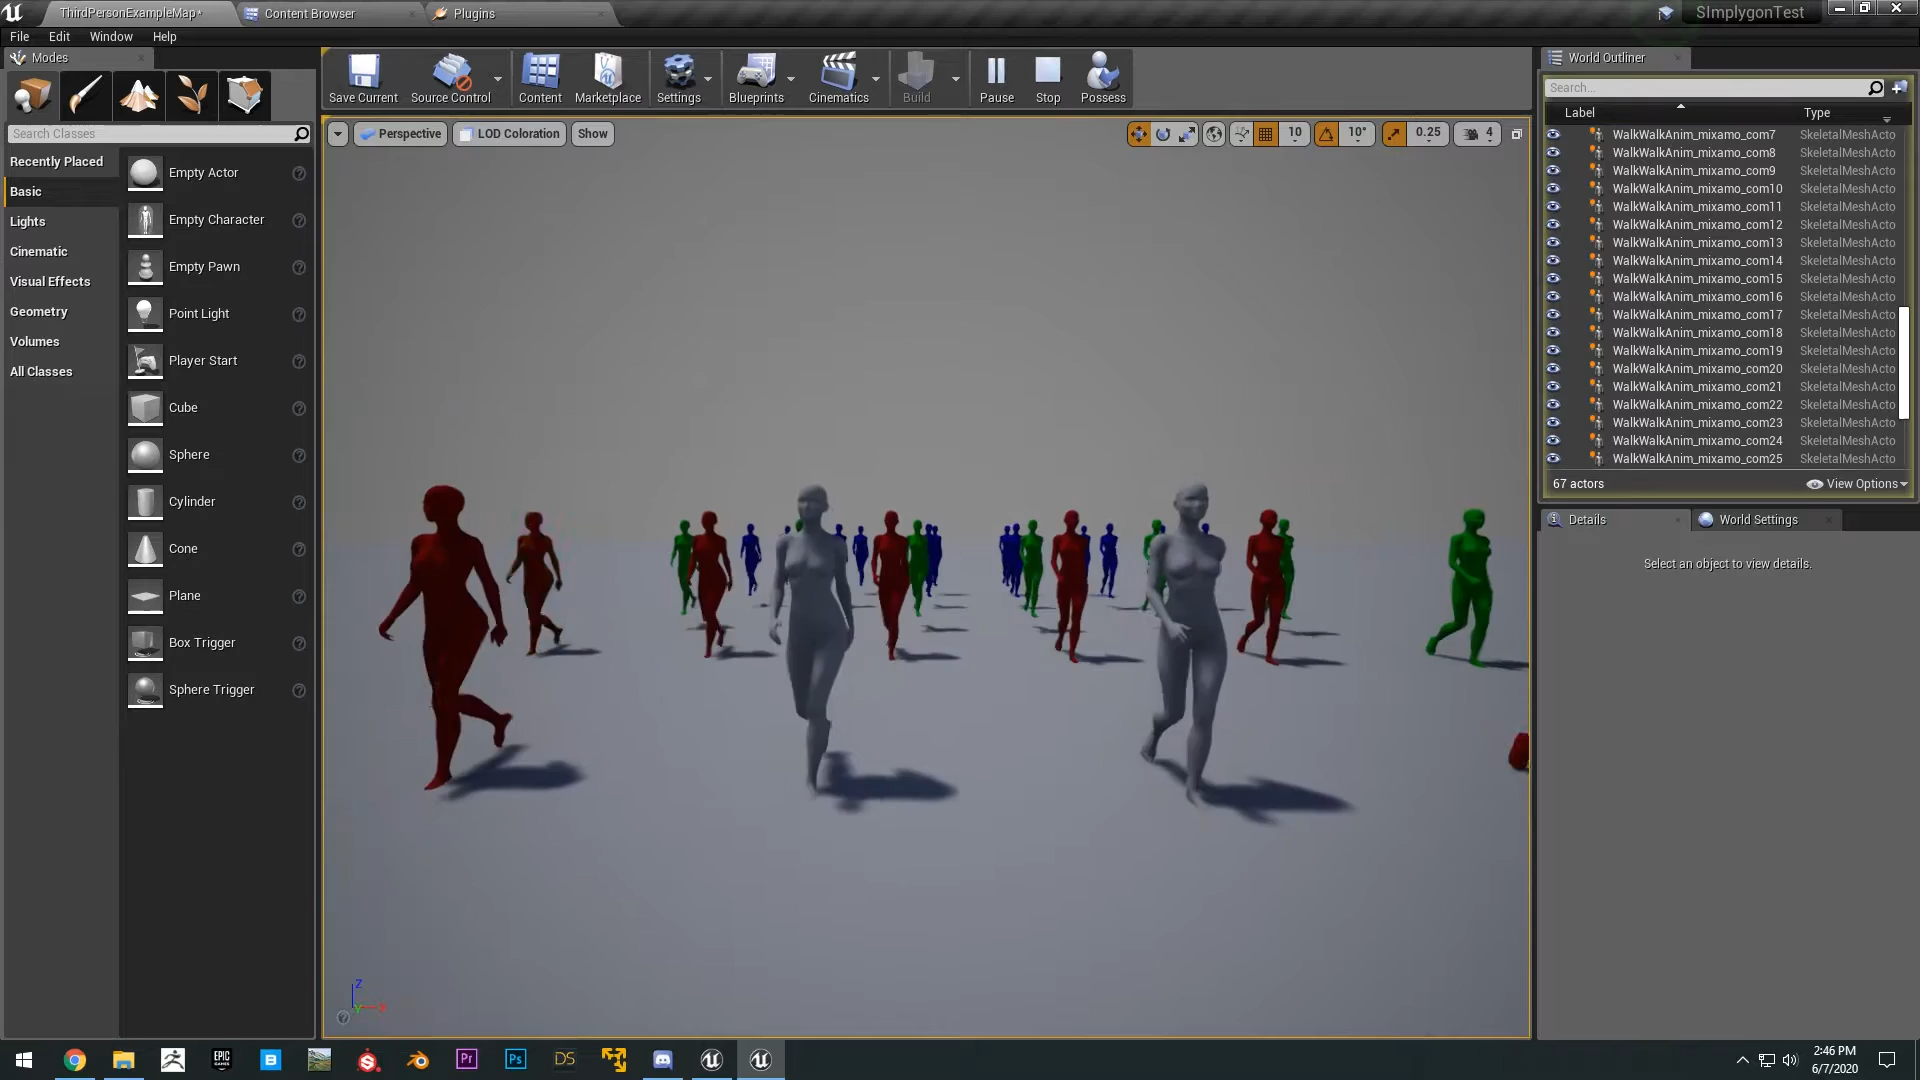 ThirdPersonExampleMap*
Content Browser
Plugins
SImplygonTest
File Edit Window Help
Modes
Search Classes
Recently Placed
Basic
Lights
Cinematic
Visual Effects
Geometry
Volumes
All Classes
Empty Actor
Empty Character
Empty Pawn
Point Light
Player Start
Cube
Sphere
Cylinder
Cone
Plane
Box Trigger
Sphere Trigger
Save Current
Source Control
Content
Marketplace
Settings
Blueprints
Cinematics
Build
Pause
Stop
Possess
Perspective
LOD Coloration
Show
10
10°
0.25
4
Z
Y
X
World Outliner
Search...
Label Type
WalkWalkAnim_mixamo_com7 SkeletalMeshActo
WalkWalkAnim_mixamo_com8 SkeletalMeshActo
WalkWalkAnim_mixamo_com9 SkeletalMeshActo
WalkWalkAnim_mixamo_com10 SkeletalMeshActo
WalkWalkAnim_mixamo_com11 SkeletalMeshActo
WalkWalkAnim_mixamo_com12 SkeletalMeshActo
WalkWalkAnim_mixamo_com13 SkeletalMeshActo
WalkWalkAnim_mixamo_com14 SkeletalMeshActo
WalkWalkAnim_mixamo_com15 SkeletalMeshActo
WalkWalkAnim_mixamo_com16 SkeletalMeshActo
WalkWalkAnim_mixamo_com17 SkeletalMeshActo
WalkWalkAnim_mixamo_com18 SkeletalMeshActo
WalkWalkAnim_mixamo_com19 SkeletalMeshActo
WalkWalkAnim_mixamo_com20 SkeletalMeshActo
WalkWalkAnim_mixamo_com21 SkeletalMeshActo
WalkWalkAnim_mixamo_com22 SkeletalMeshActo
WalkWalkAnim_mixamo_com23 SkeletalMeshActo
WalkWalkAnim_mixamo_com24 SkeletalMeshActo
WalkWalkAnim_mixamo_com25 SkeletalMeshActo
67 actors
View Options
Details
World Settings
Select an object to view details.
EPIC
GAMES
B
S
Pr
Ps
DS
2:46 PM
6/7/2020